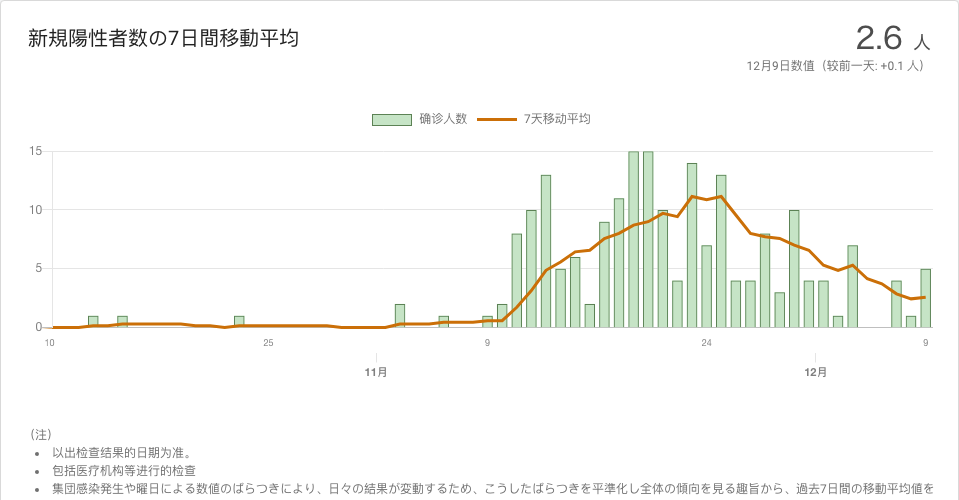 新規陽性者数の7日間移動平均
2.6 人
12月9日数值（较前一天: +0.1 人）
确诊人数 7天移动平均
15
10
5
0
10 25 9 24 9
11月 12月
（注）
• 以出检查结果的日期为准。
• 包括医疗机构等进行的检查
• 集団感染発生や曜日による数値のばらつきにより、日々の結果が変動するため、こうしたばらつきを平準化し全体の傾向を見る趣旨から、過去7日間の移動平均値を